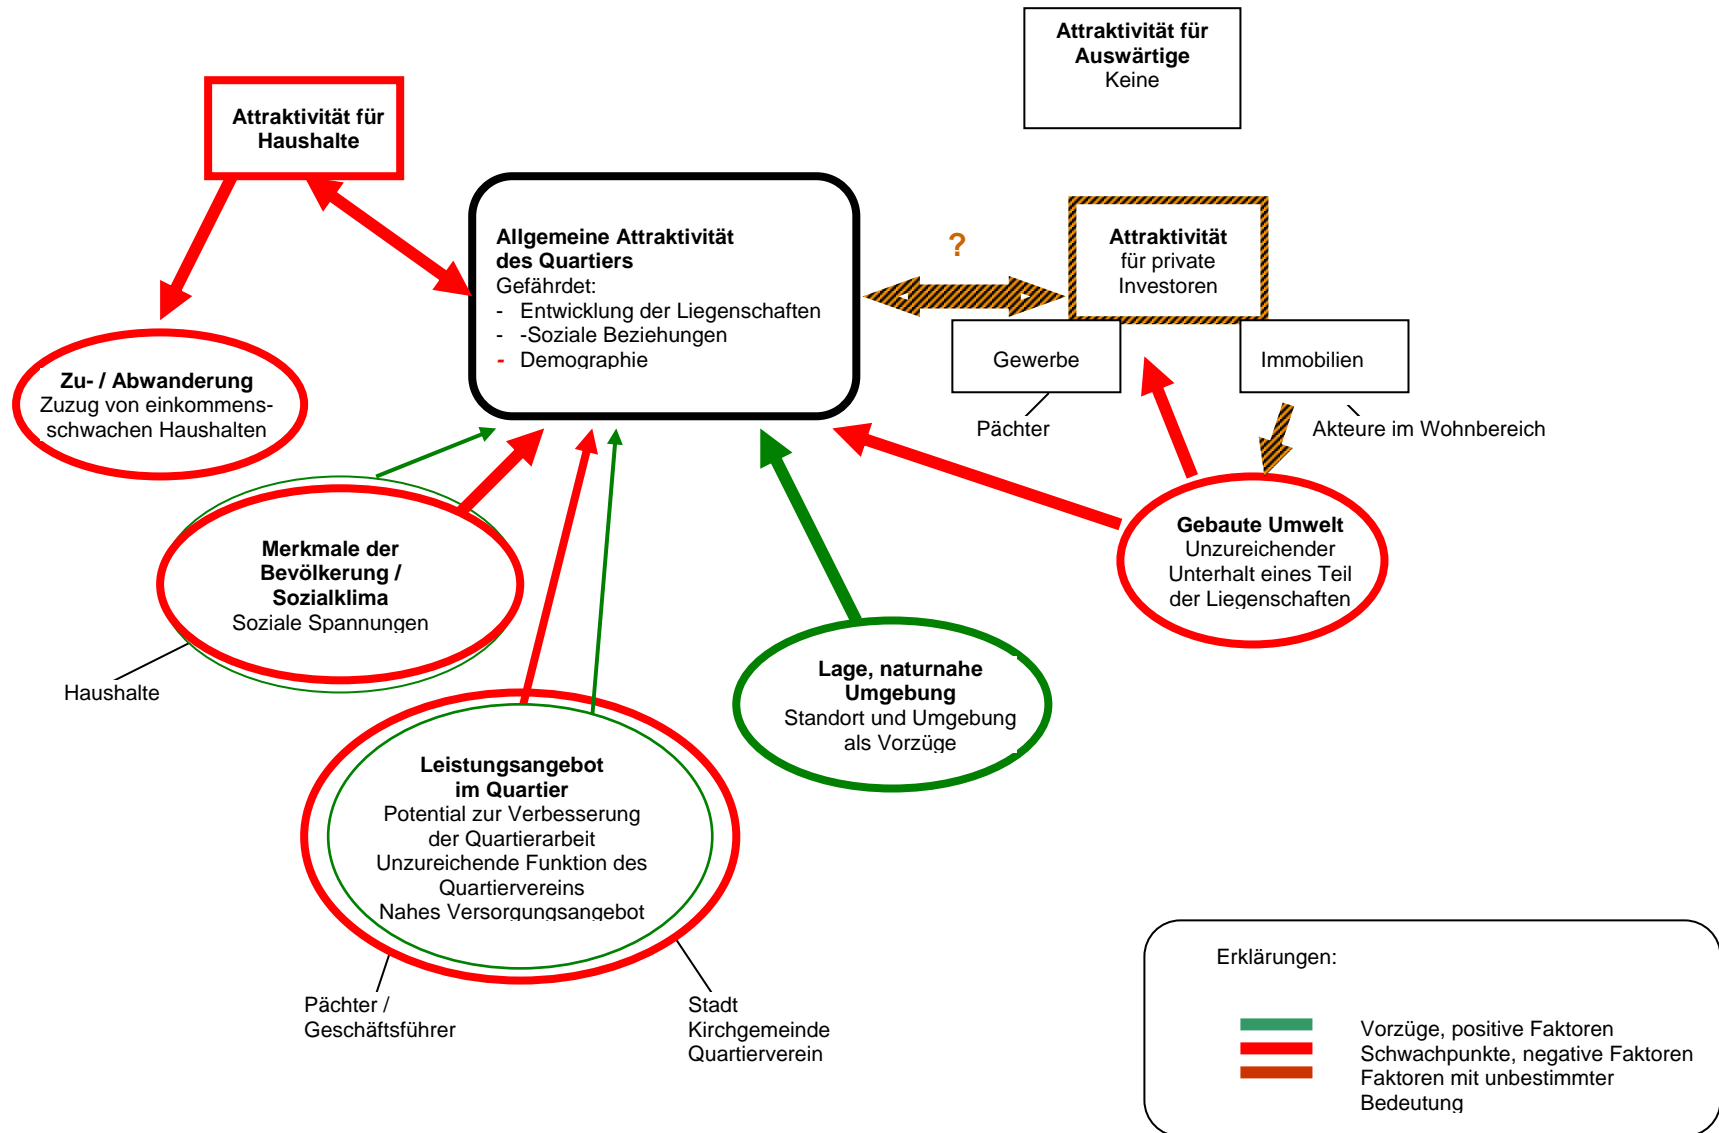 Attraktivität für
Auswärtige
Keine
Attraktivität für
Haushalte
Allgemeine Attraktivität
des Quartiers
Gefährdet:
- Entwicklung der Liegenschaften
- -Soziale Beziehungen
- Demographie
?
Attraktivität
für private
Investoren
Gewerbe
Immobilien
Pächter
Akteure im Wohnbereich
Zu- / Abwanderung
Zuzug von einkommens-
schwachen Haushalten
Merkmale der
Bevölkerung /
Sozialklima
Soziale Spannungen
Haushalte
Gebaute Umwelt
Unzureichender
Unterhalt eines Teil
der Liegenschaften
Lage, naturnahe
Umgebung
Standort und Umgebung
als Vorzüge
Leistungsangebot
im Quartier
Potential zur Verbesserung
der Quartierarbeit
Unzureichende Funktion des
Quartiervereins
Nahes Versorgungsangebot
Pächter /
Geschäftsführer
Stadt
Kirchgemeinde
Quartierverein
Erklärungen:
Vorzüge, positive Faktoren
Schwachpunkte, negative Faktoren
Faktoren mit unbestimmter
Bedeutung